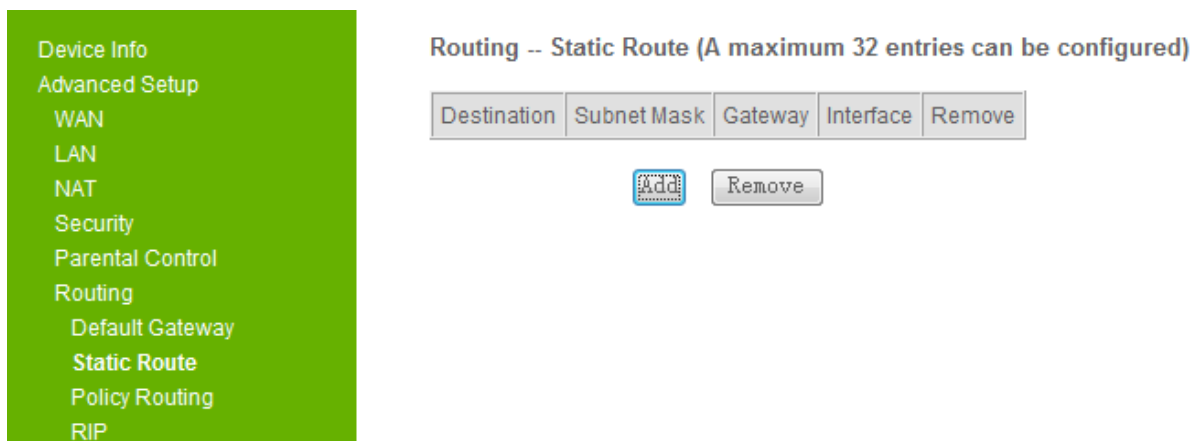 Device Info
Advanced Setup
WAN
LAN
NAT
Security
Parental Control
Routing
Default Gateway
Static Route
Policy Routing
RIP
Routing -- Static Route (A maximum 32 entries can be configured)
Destination Subnet Mask Gateway Interface Remove
Add Remove